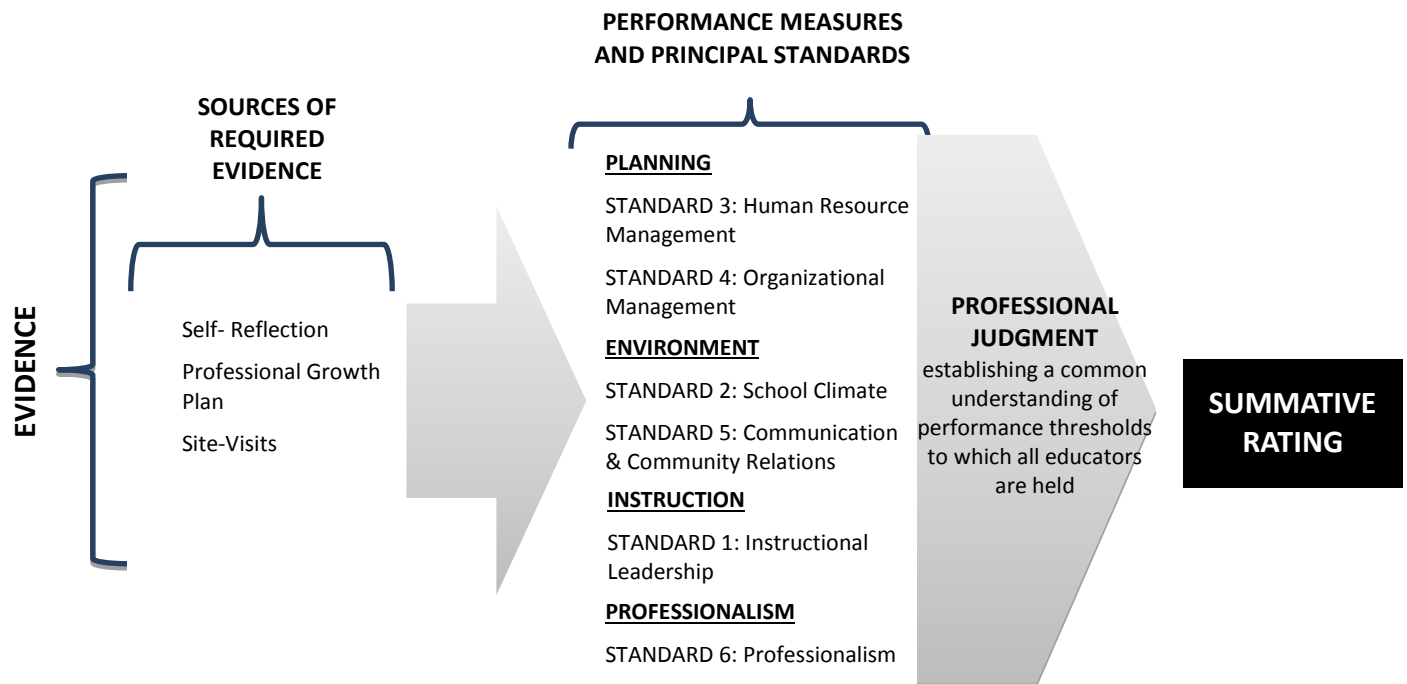 EVIDENCE
SOURCES OF
REQUIRED
EVIDENCE
Self- Reflection
Professional Growth
Plan
Site-Visits
PERFORMANCE MEASURES
AND PRINCIPAL STANDARDS
PLANNING
STANDARD 3: Human Resource
Management
STANDARD 4: Organizational
Management
ENVIRONMENT
STANDARD 2: School Climate
STANDARD 5: Communication
& Community Relations
INSTRUCTION
STANDARD 1: Instructional
Leadership
PROFESSIONALISM
STANDARD 6: Professionalism
PROFESSIONAL
JUDGMENT
establishing a common
understanding of
performance thresholds
to which all educators
are held
SUMMATIVE
RATING